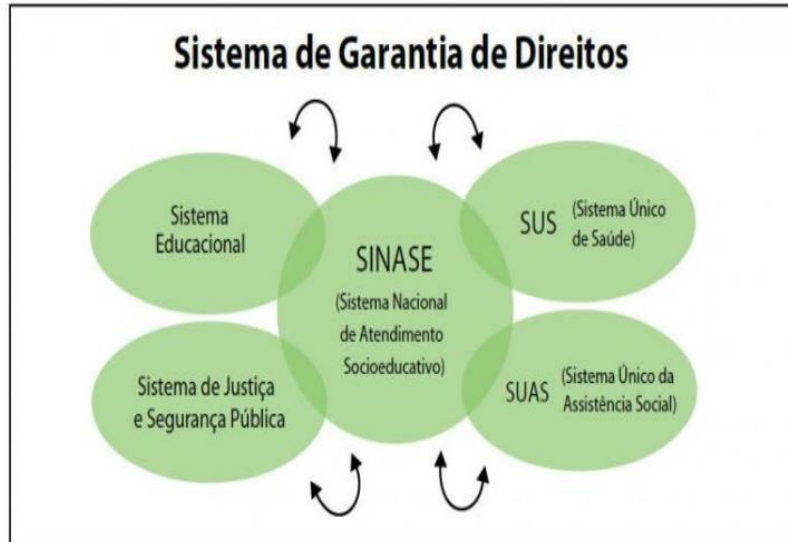 Sistema de Garantia de Direitos
Sistema
Educacional
SINASE
(Sistema Nacional
de Atendimento
Socioeducativo)
SUS (Sistema Único
de Saúde)
Sistema de Justiça
e Segurança Pública
SUAS (Sistema Único da
Assistência Social)